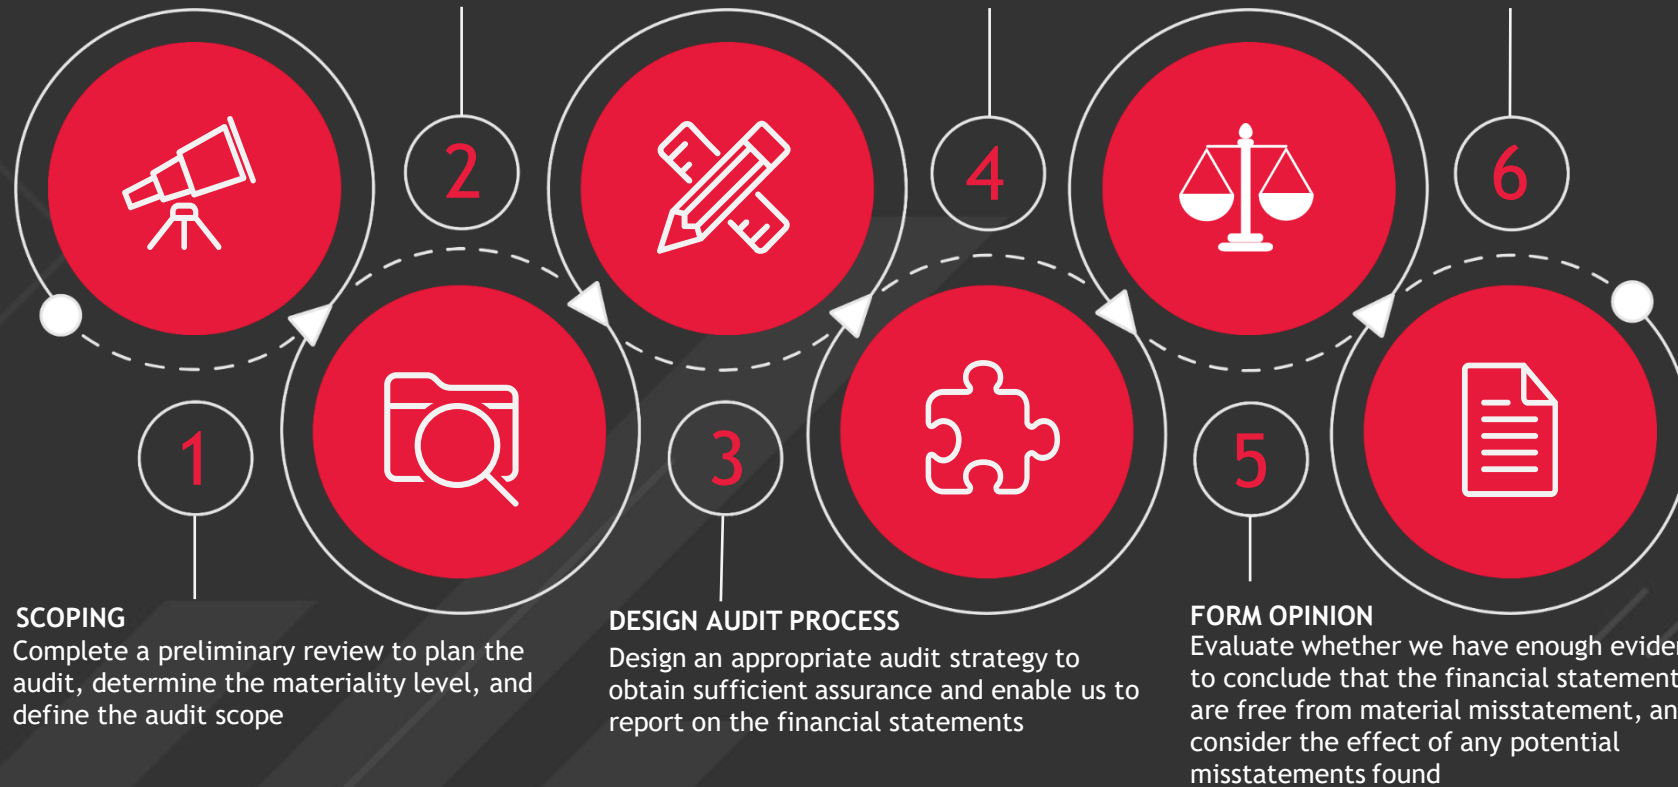 2
4
6
1
3
5
SCOPING
Complete a preliminary review to plan the
audit, determine the materiality level, and
define the audit scope
DESIGN AUDIT PROCESS
Design an appropriate audit strategy to
obtain sufficient assurance and enable us to
report on the financial statements
FORM OPINION
Evaluate whether we have enough eviden
to conclude that the financial statement
are free from material misstatement, an
consider the effect of any potential
misstatements found